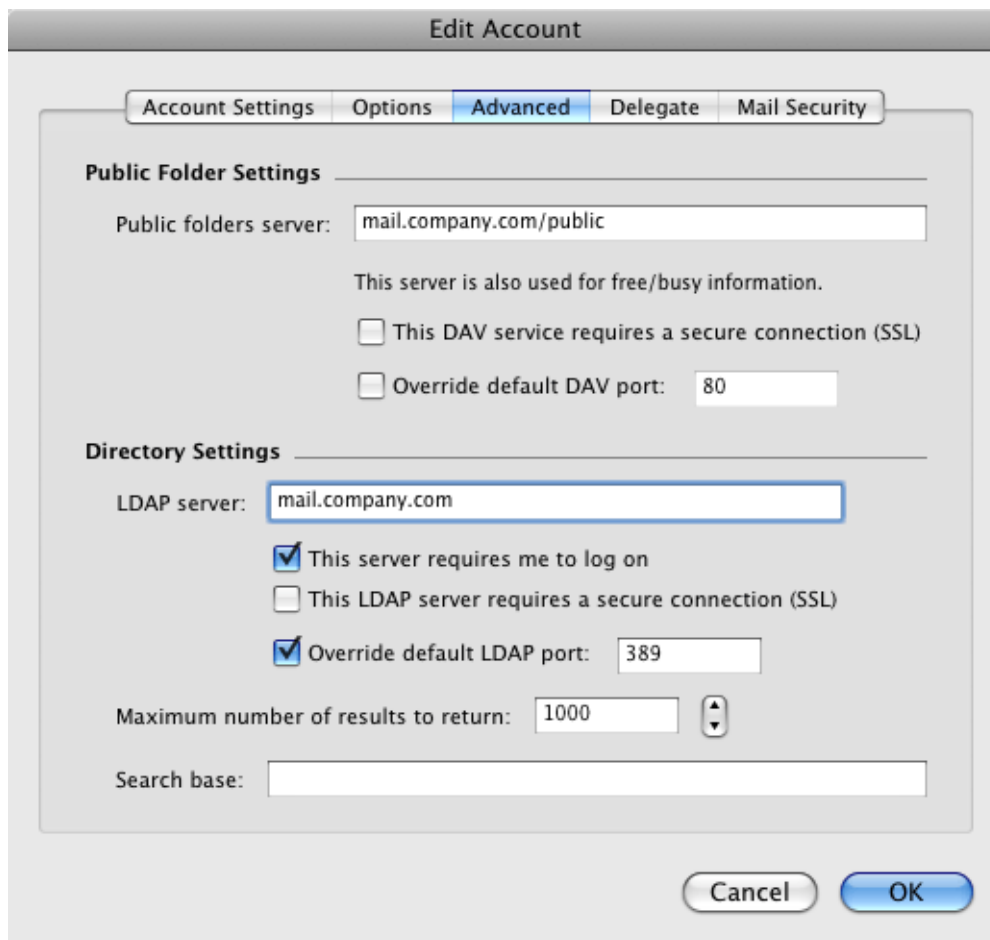 Edit Account
Account Settings Options Advanced Delegate Mail Security
Public Folder Settings
Public folders server: mail.company.com/public
This server is also used for free/busy information.
This DAV service requires a secure connection (SSL)
Override default DAV port: 80
Directory Settings
LDAP server: mail.company.com
This server requires me to log on
This LDAP server requires a secure connection (SSL)
Override default LDAP port: 389
Maximum number of results to return: 1000
Search base:
Cancel OK